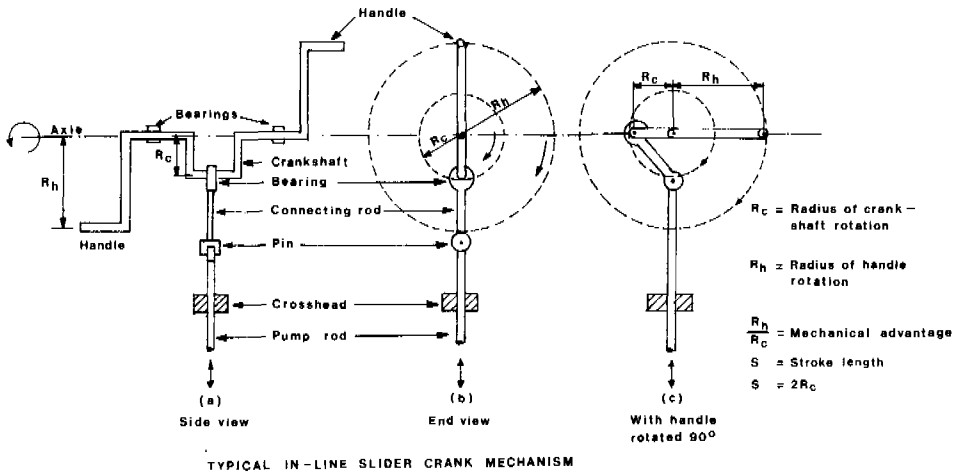 Handle
Bearings
Axle
Rc
Rh
Handle
Crankshaft
Bearing
Connecting rod
Pin
Crosshead
Pump rod
(a)
Side view
Rh
Rc
(b)
End view
Rc
Rh
(c)
With handle
rotated 90°
Rc = Radius of crank-
shaft rotation
Rh = Radius of handle
rotation
Rh
Rc = Mechanical advantage
S = Stroke length
S = 2Rc
TYPICAL IN-LINE SLIDER CRANK MECHANISM